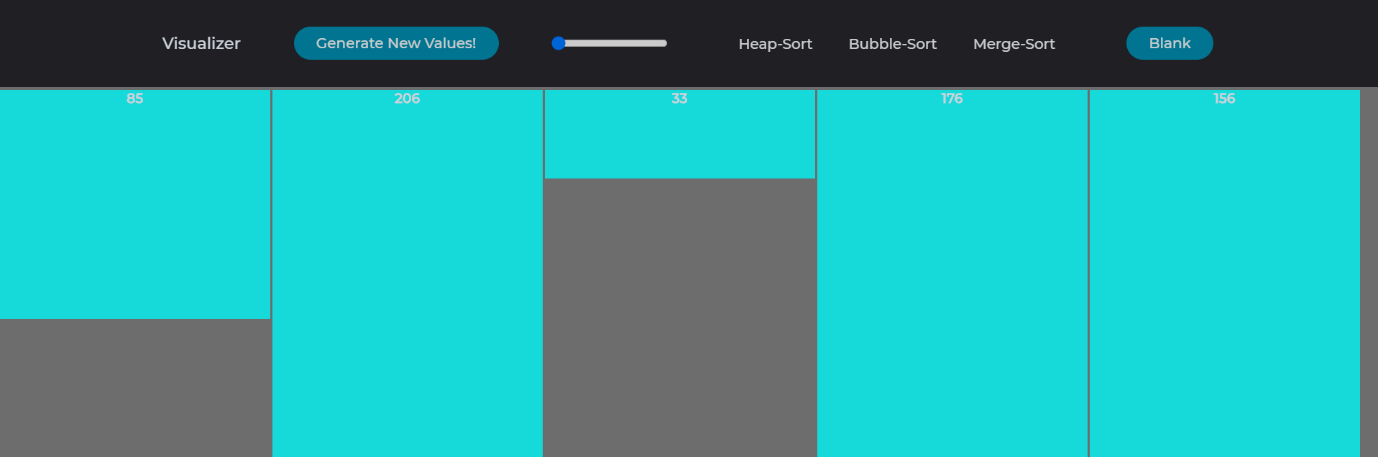 Visualizer Generate New Values! Heap-Sort Bubble-Sort Merge-Sort Blank
85 206 33 176 156